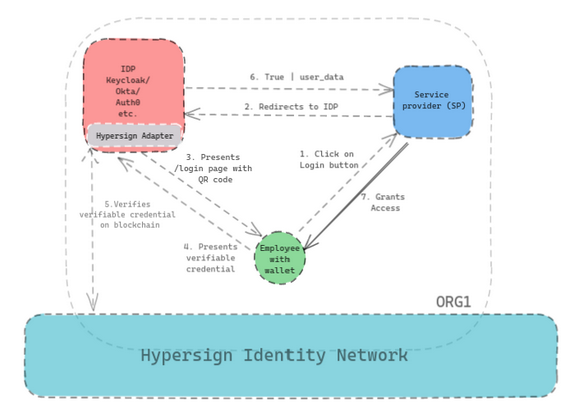 IDP
Keycloak/
Okta/
Auth0
etc.
Hypersign Adapter
6. True | user_data
2. Redirects to IDP
Service
provider (SP)
3. Presents
/login page with
QR code
1. Click on
Login button
7. Grants
Access
5.Verifies
verifiable credential
on blockchain
4. Presents
verifiable
credential
Employee
with
wallet
ORG1
Hypersign Identity Network